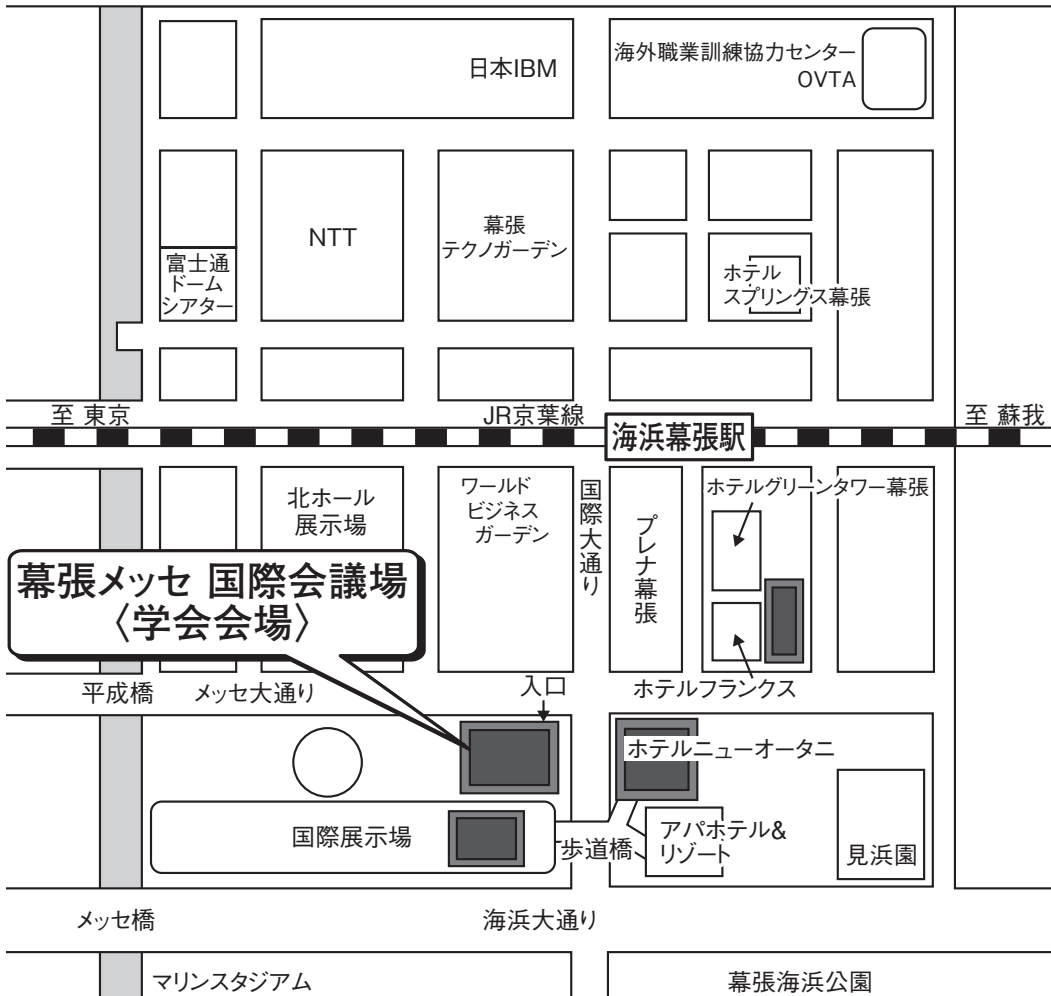 日本IBM
海外職業訓練協力センター
OVTA
NTT
幕張
テクノガーデン
富士通
ドーム
シアター
ホテル
スプリングス幕張
至 東京
JR京葉線
海浜幕張駅
至 蘇我
北ホール
展示場
ワールド
ビジネス
ガーデン
国際大通り
プレナ幕張
ホテルグリーンタワー幕張
幕張メッセ 国際会議場
〈学会会場〉
平成橋
メッセ大通り
入口
ホテルフランクス
ホテルニューオータニ
国際展示場
歩道橋
アパホテル&
リゾート
見浜園
メッセ橋
海浜大通り
マリンスタジアム
幕張海浜公園